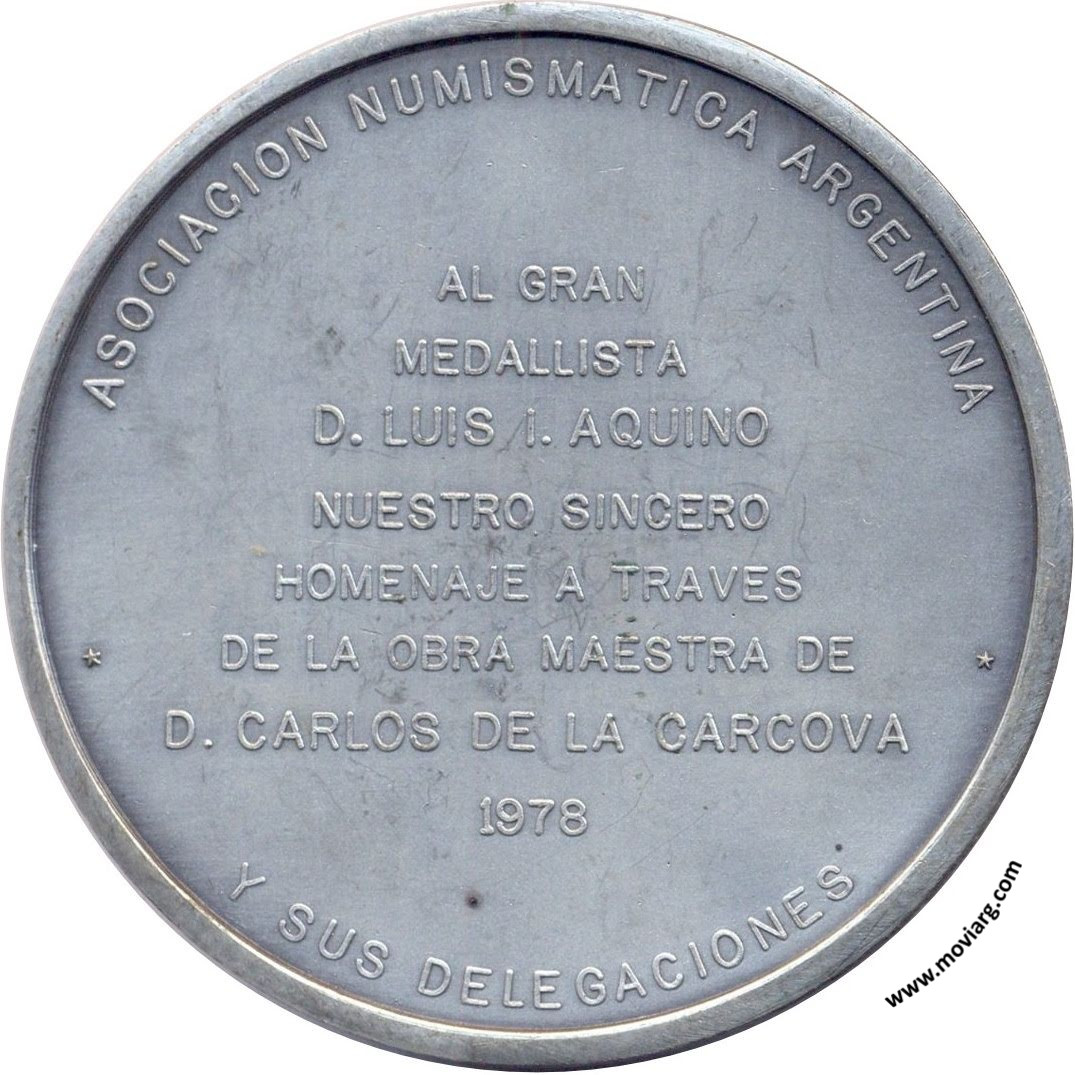 ASOCIACION NUMISMATICA ARGENTINA
AL GRAN
MEDALLISTA
D. LUIS I. AQUINO
NUESTRO SINCERO
HOMENAJE A TRAVES
DE LA OBRA MAESTRA DE
D. CARLOS DE LA CARCOVA
1978
Y SUS DELEGACIONES
www.moviarg.com